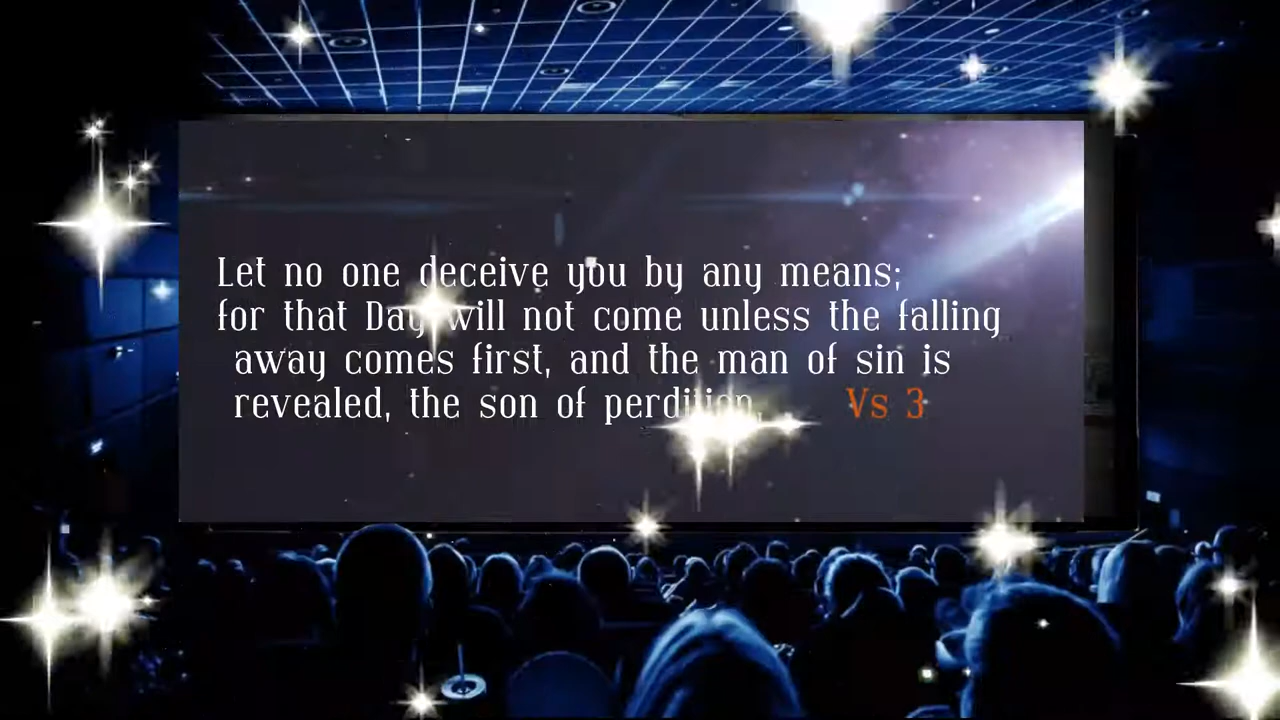 Let no one deceive you by any means;
for that Day will not come unless the falling
away comes first, and the man of sin is
revealed, the son of perdition, Vs 3